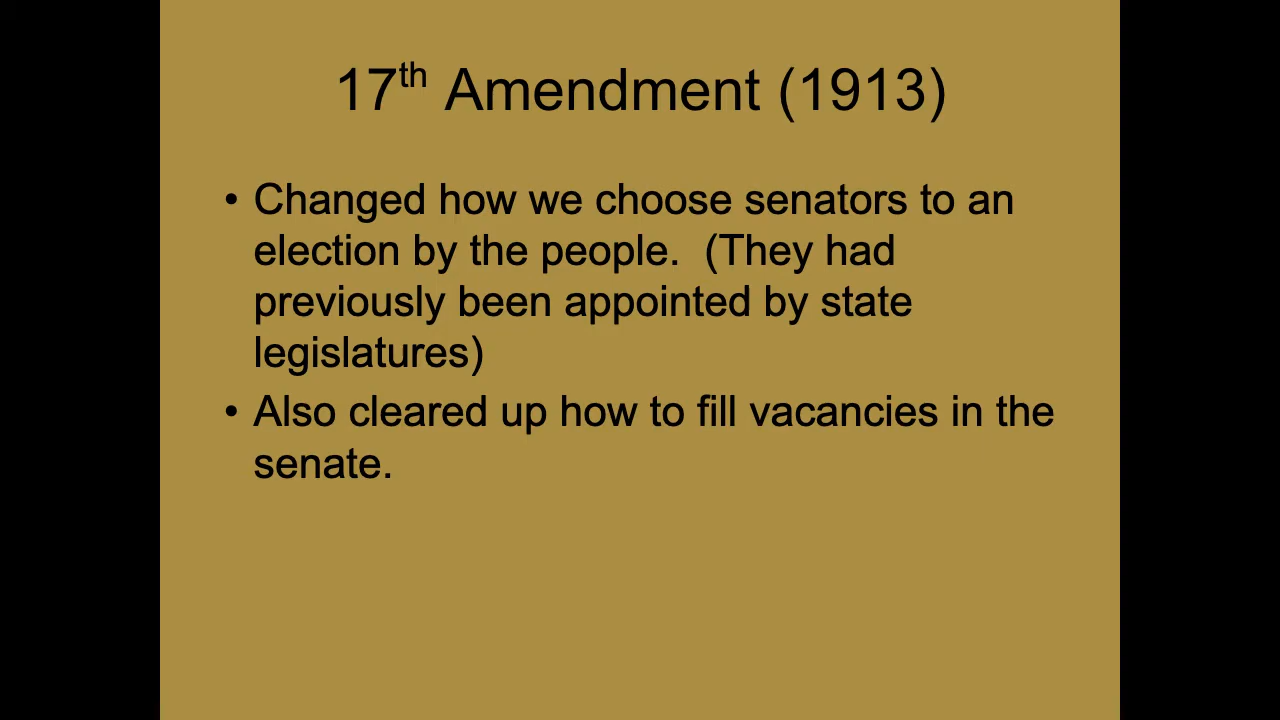 17th Amendment (1913)
• Changed how we choose senators to an
election by the people.  (They had
previously been appointed by state
legislatures)
• Also cleared up how to fill vacancies in the
senate.